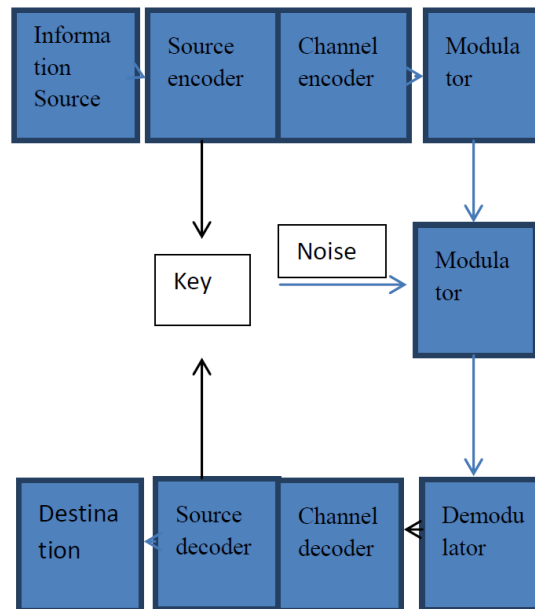 Informa
tion
Source
Source
encoder
Channel
encoder
Modula
tor
Key
Noise
Modula
tor
Destina
tion
Source
decoder
Channel
decoder
Demodu
lator